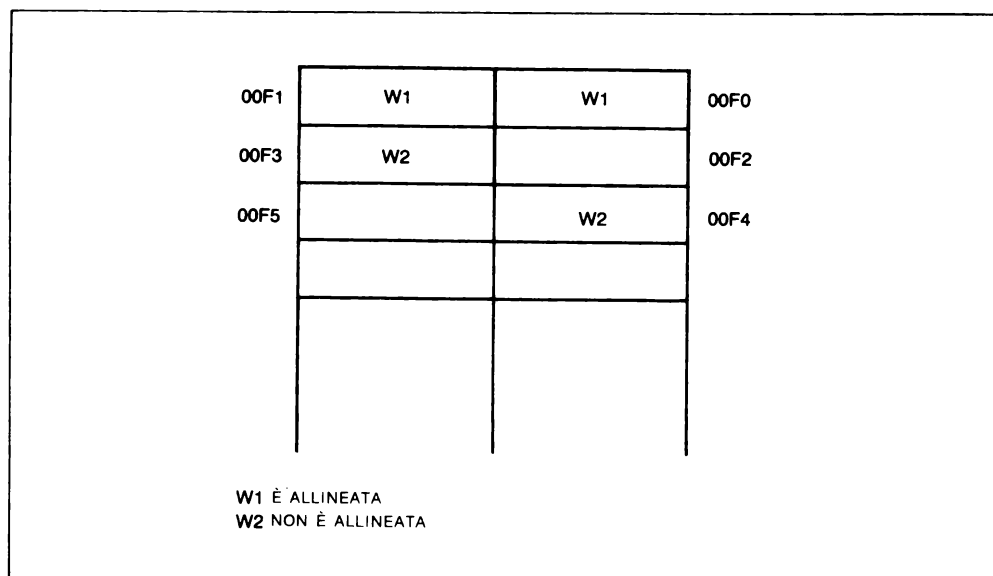 00F1 W1 W1 00F0
00F3 W2 00F2
00F5 W2 00F4
W1 È ALLINEATA
W2 NON È ALLINEATA